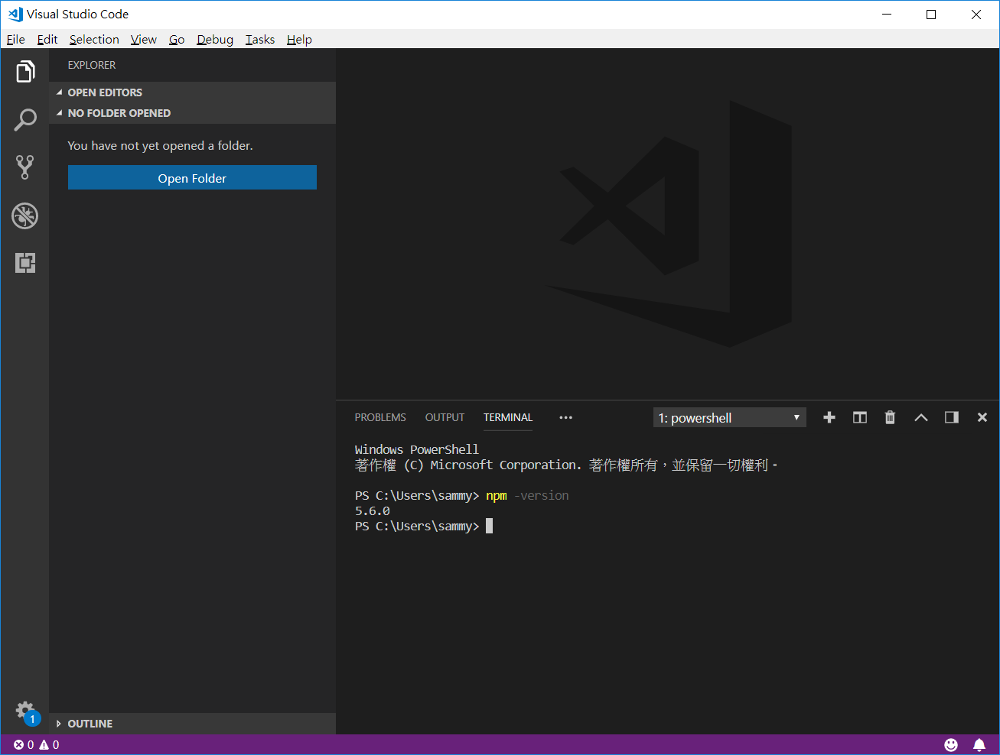 Visual Studio Code
File Edit Selection View Go Debug Tasks Help
EXPLORER
OPEN EDITORS
NO FOLDER OPENED
You have not yet opened a folder.
Open Folder
PROBLEMS OUTPUT TERMINAL ••• 1: powershell
Windows PowerShell
著作權 (C) Microsoft Corporation. 著作權所有，並保留一切權利。
PS C:\Users\sammy> npm -version
5.6.0
PS C:\Users\sammy>
1
OUTLINE
0 0